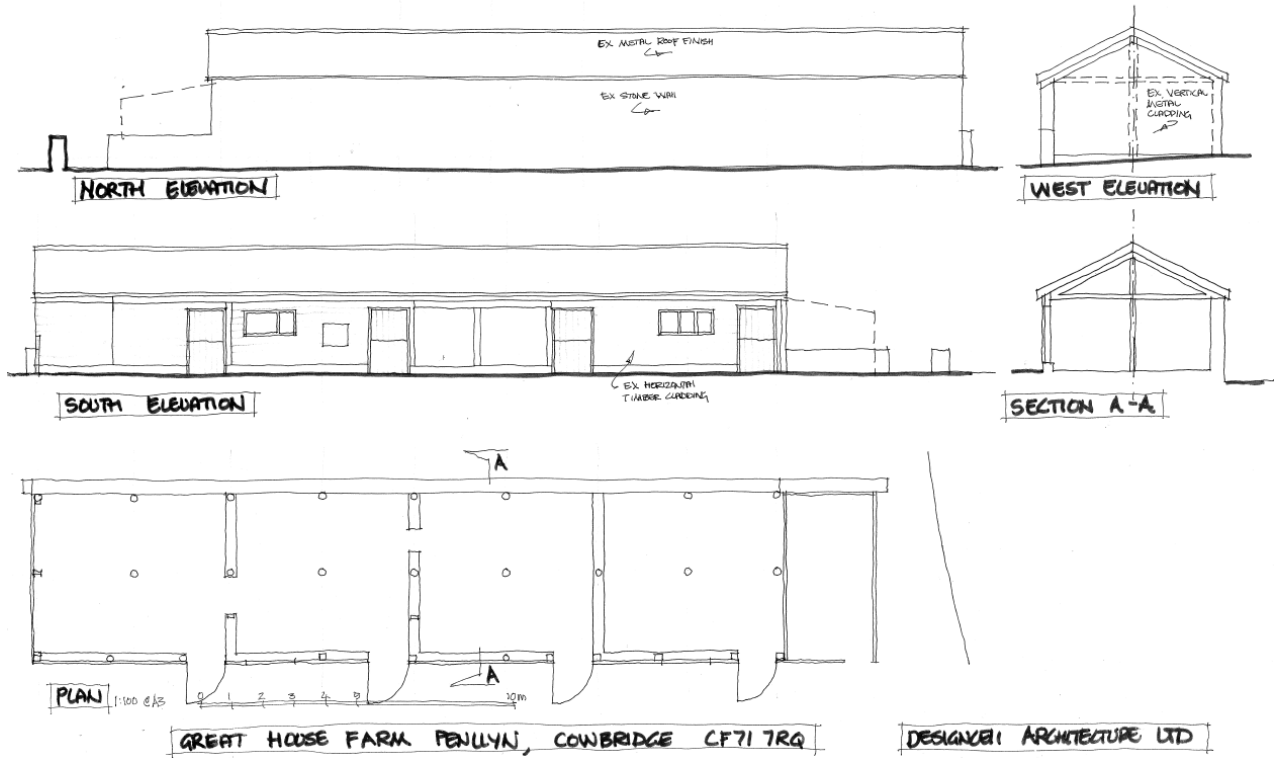 EX METAL ROOF FINISH
EX STONE WALL
EX. VERTICAL
METAL
CLADDING
NORTH ELEVATION
WEST ELEVATION
EX HORIZONTAL
TIMBER CLADDING
SOUTH ELEVATION
SECTION A-A
A
A
PLAN 1:100 @ A3
0 1 2 3 4 5 10m
GREAT HOUSE FARM PENLLYN, COWBRIDGE CF71 7RQ
ARCHITECTURE LTD